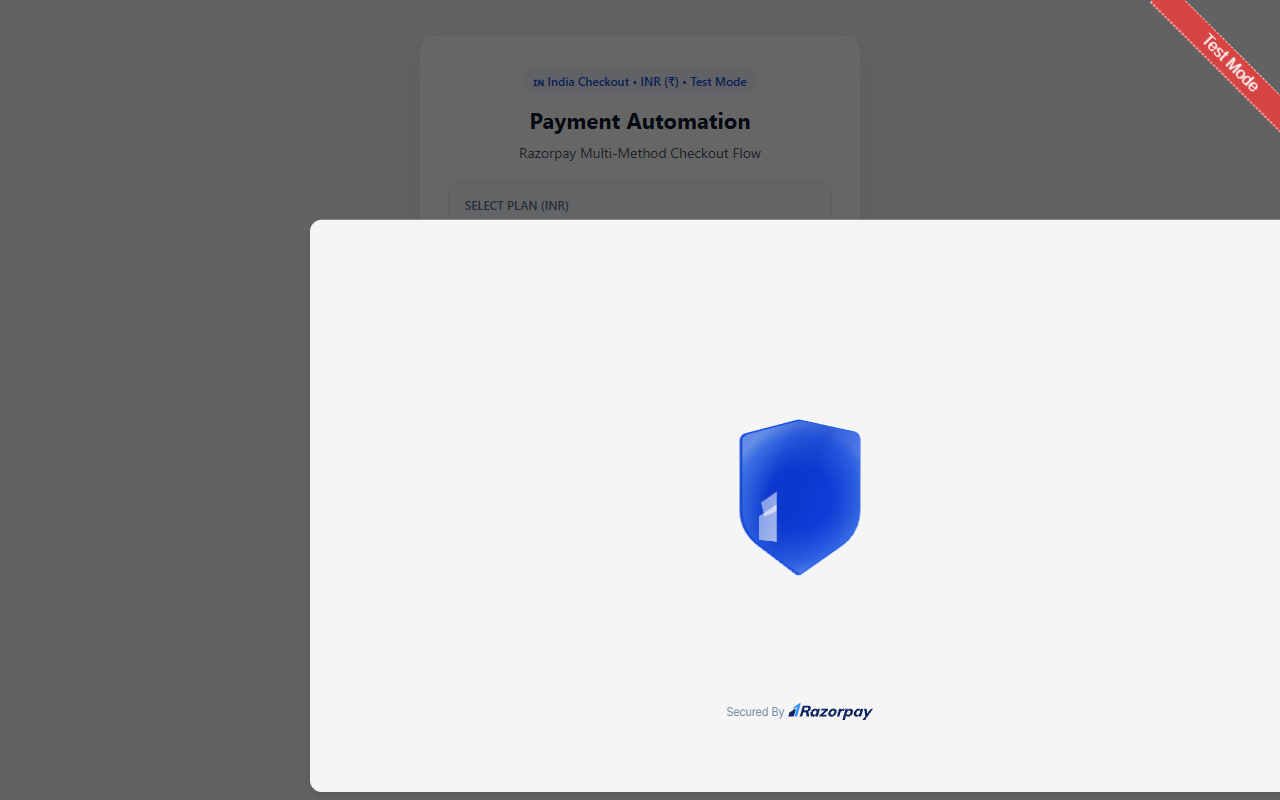 Test Mode
IN India Checkout • INR (₹) • Test Mode
Payment Automation
Razorpay Multi-Method Checkout Flow
SELECT PLAN (INR)
Secured By Razorpay